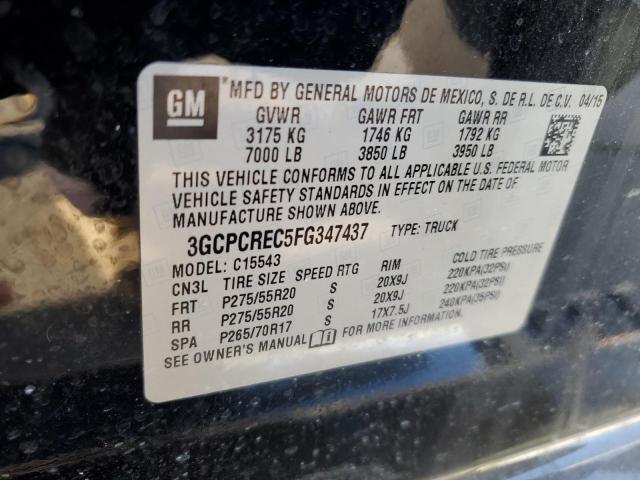 GM
*MFD BY GENERAL MOTORS DE MEXICO, S. DE R.L. DE C.V. 04/15
GVWR GAWR FRT GAWR RR
3175 KG 1746 KG 1792 KG
7000 LB 3850 LB 3950 LB
THIS VEHICLE CONFORMS TO ALL APPLICABLE U.S. FEDERAL MOTOR
VEHICLE SAFETY STANDARDS IN EFFECT ON THE DATE OF
MANUFACTURE SHOWN ABOVE.
3GCPCREC5FG347437 TYPE: TRUCK
MODEL: C15543
CN3L TIRE SIZE SPEED RTG RIM COLD TIRE PRESSURE
FRT P275/55R20 S 20X9J 220KPA(32PSI)
RR P275/55R20 S 20X9J 220KPA(32PSI)
SPA P265/70R17 S 17X7.5J 240KPA(35PSI)
SEE OWNER'S MANUAL FOR MORE INFORMATION.